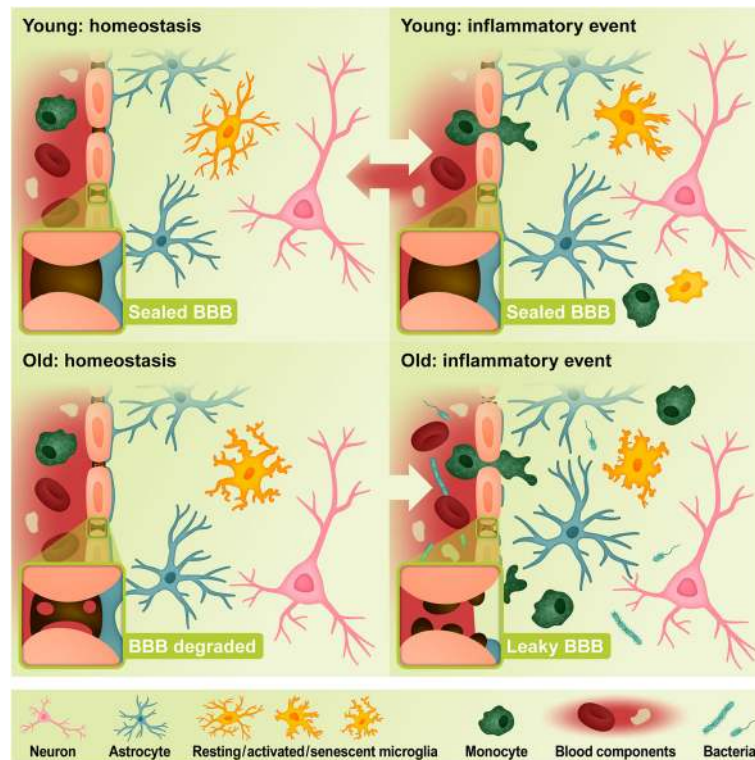 Young: homeostasis
Young: inflammatory event
Sealed BBB
Sealed BBB
Old: homeostasis
Old: inflammatory event
BBB degraded
Leaky BBB
Neuron
Astrocyte
Resting/activated/senescent microglia
Monocyte
Blood components
Bacteria